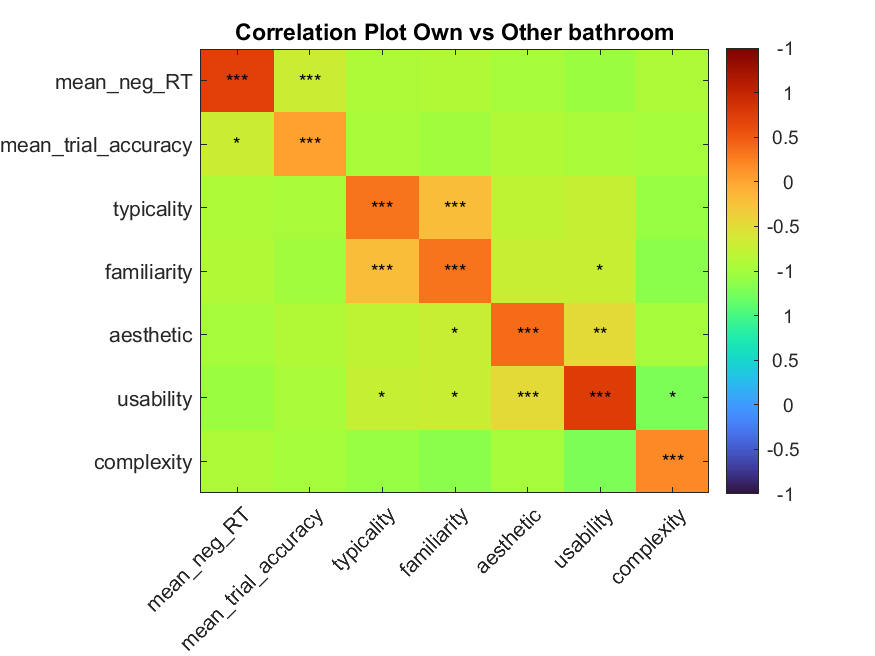 Correlation Plot Own vs Other bathroom
mean_neg_RT
mean_trial_accuracy
typicality
familiarity
aesthetic
usability
complexity
*** ***
* ***
*** ***
*** *** *
* *** **
* * *** *** *
***
mean_neg_RT
mean_trial_accuracy
typicality
familiarity
aesthetic
usability
complexity
-1
1
0.5
0
-0.5
-1
1
0.5
0
-0.5
-1